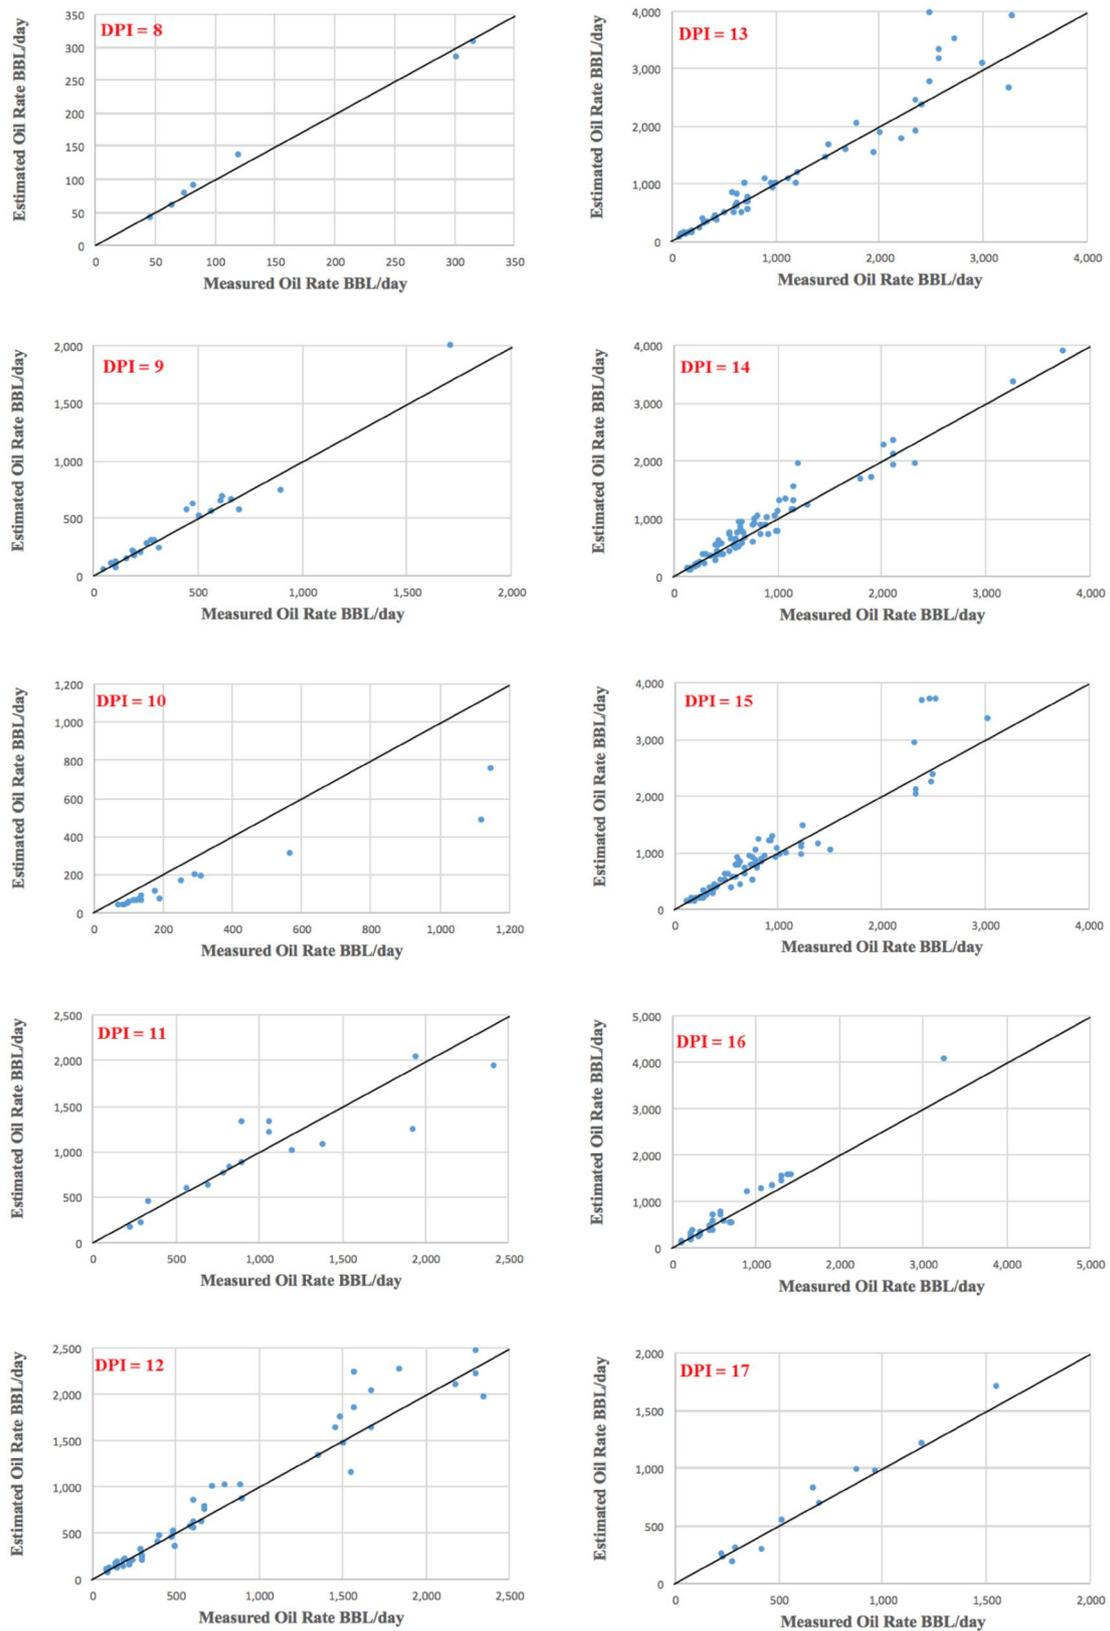 DPI = 8
Estimated Oil Rate BBL/day
350
300
250
200
150
100
50
0
0 50 100 150 200 250 300 350
Measured Oil Rate BBL/day
DPI = 9
Estimated Oil Rate BBL/day
2,000
1,500
1,000
500
0
0 500 1,000 1,500 2,000
Measured Oil Rate BBL/day
DPI = 10
Estimated Oil Rate BBL/day
1,200
1,000
800
600
400
200
0
0 200 400 600 800 1,000 1,200
Measured Oil Rate BBL/day
DPI = 11
Estimated Oil Rate BBL/day
2,500
2,000
1,500
1,000
500
0
0 500 1,000 1,500 2,000 2,500
Measured Oil Rate BBL/day
DPI = 12
Estimated Oil Rate BBL/day
2,500
2,000
1,500
1,000
500
0
0 500 1,000 1,500 2,000 2,500
Measured Oil Rate BBL/day
DPI = 13
Estimated Oil Rate BBL/day
4,000
3,000
2,000
1,000
0
0 1,000 2,000 3,000 4,000
Measured Oil Rate BBL/day
DPI = 14
Estimated Oil Rate BBL/day
4,000
3,000
2,000
1,000
0
0 1,000 2,000 3,000 4,000
Measured Oil Rate BBL/day
DPI = 15
Estimated Oil Rate BBL/day
4,000
3,000
2,000
1,000
0
0 1,000 2,000 3,000 4,000
Measured Oil Rate BBL/day
DPI = 16
Estimated Oil Rate BBL/day
5,000
4,000
3,000
2,000
1,000
0
0 1,000 2,000 3,000 4,000 5,000
Measured Oil Rate BBL/day
DPI = 17
Estimated Oil Rate BBL/day
2,000
1,500
1,000
500
0
0 500 1,000 1,500 2,000
Measured Oil Rate BBL/day